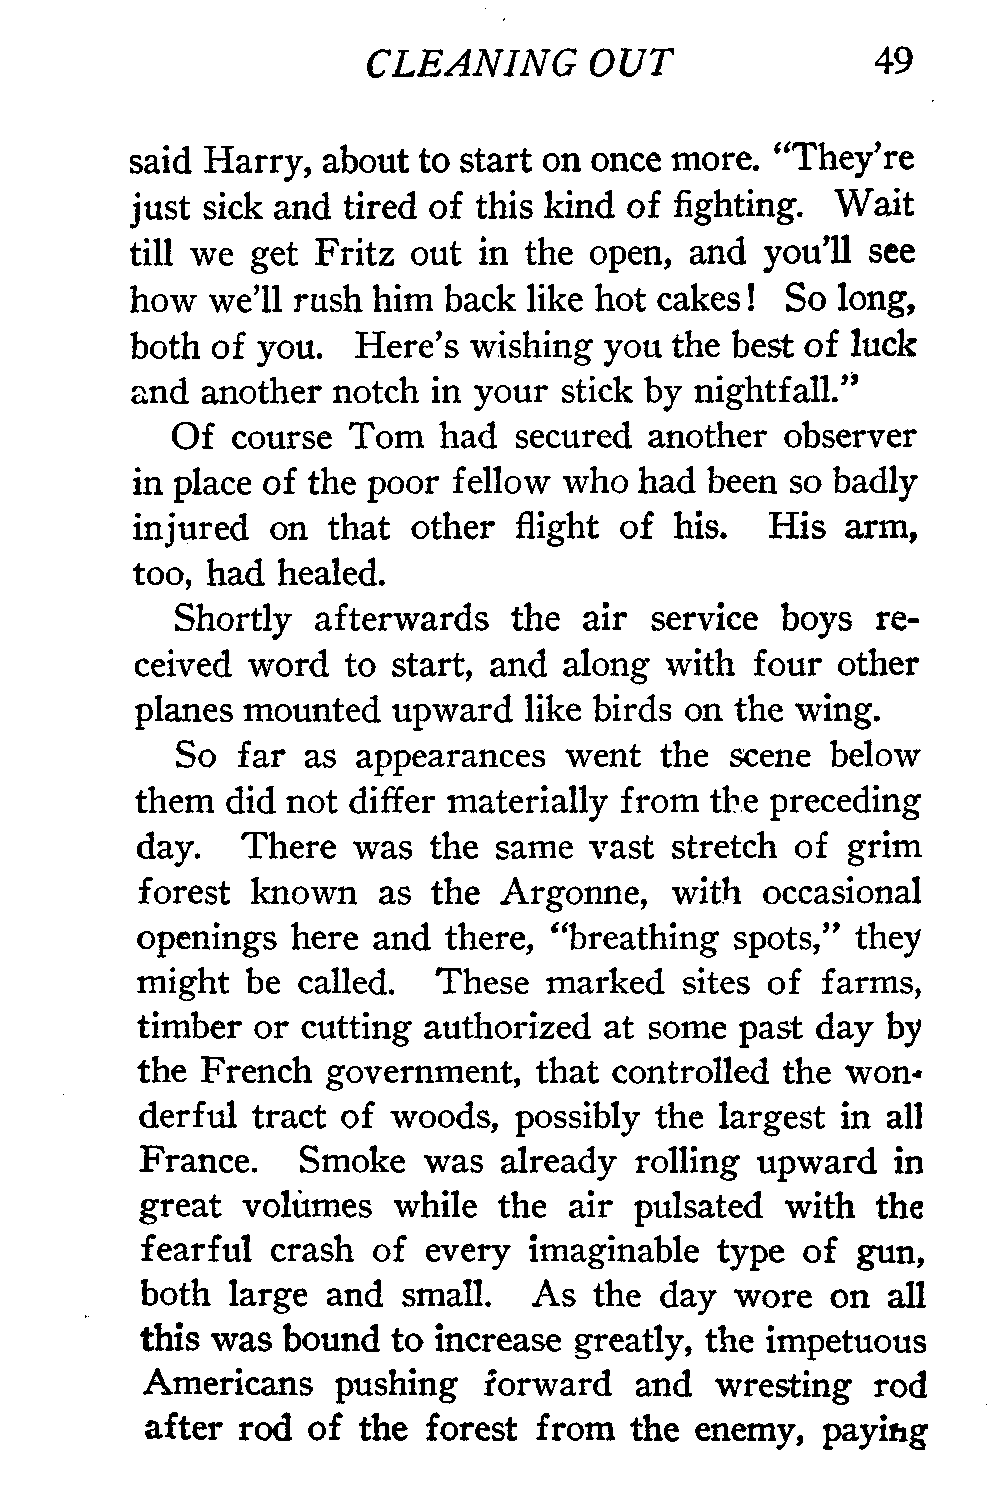 CLEANING OUT 49
said Harry, about to start on once more. "They're
just sick and tired of this kind of fighting. Wait
till we get Fritz out in the open, and you'll see
how we'll rush him back like hot cakes! So long,
both of you. Here's wishing you the best of luck
and another notch in your stick by nightfall."
Of course Tom had secured another observer
in place of the poor fellow who had been so badly
injured on that other flight of his. His arm,
too, had healed.
Shortly afterwards the air service boys re-
ceived word to start, and along with four other
planes mounted upward like birds on the wing.
So far as appearances went the scene below
them did not differ materially from the preceding
day. There was the same vast stretch of grim
forest known as the Argonne, with occasional
openings here and there, "breathing spots," they
might be called. These marked sites of farms,
timber or cutting authorized at some past day by
the French government, that controlled the won-
derful tract of woods, possibly the largest in all
France. Smoke was already rolling upward in
great volumes while the air pulsated with the
fearful crash of every imaginable type of gun,
both large and small. As the day wore on all
this was bound to increase greatly, the impetuous
Americans pushing forward and wresting rod
after rod of the forest from the enemy, paying